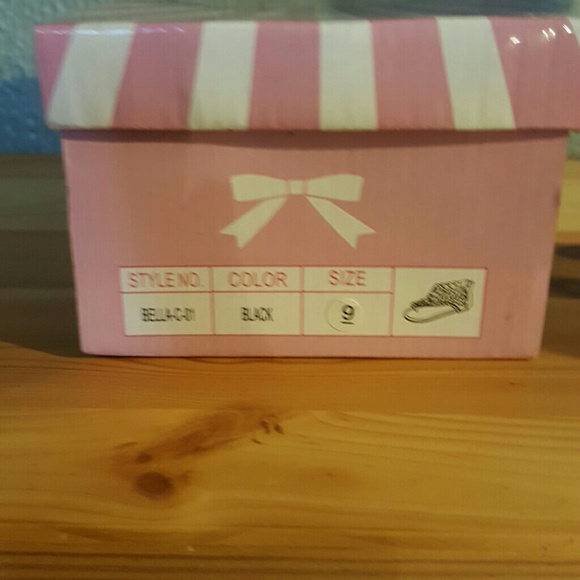 STYLE NO. COLOR SIZE
BELLA-C-01 BLACK 9